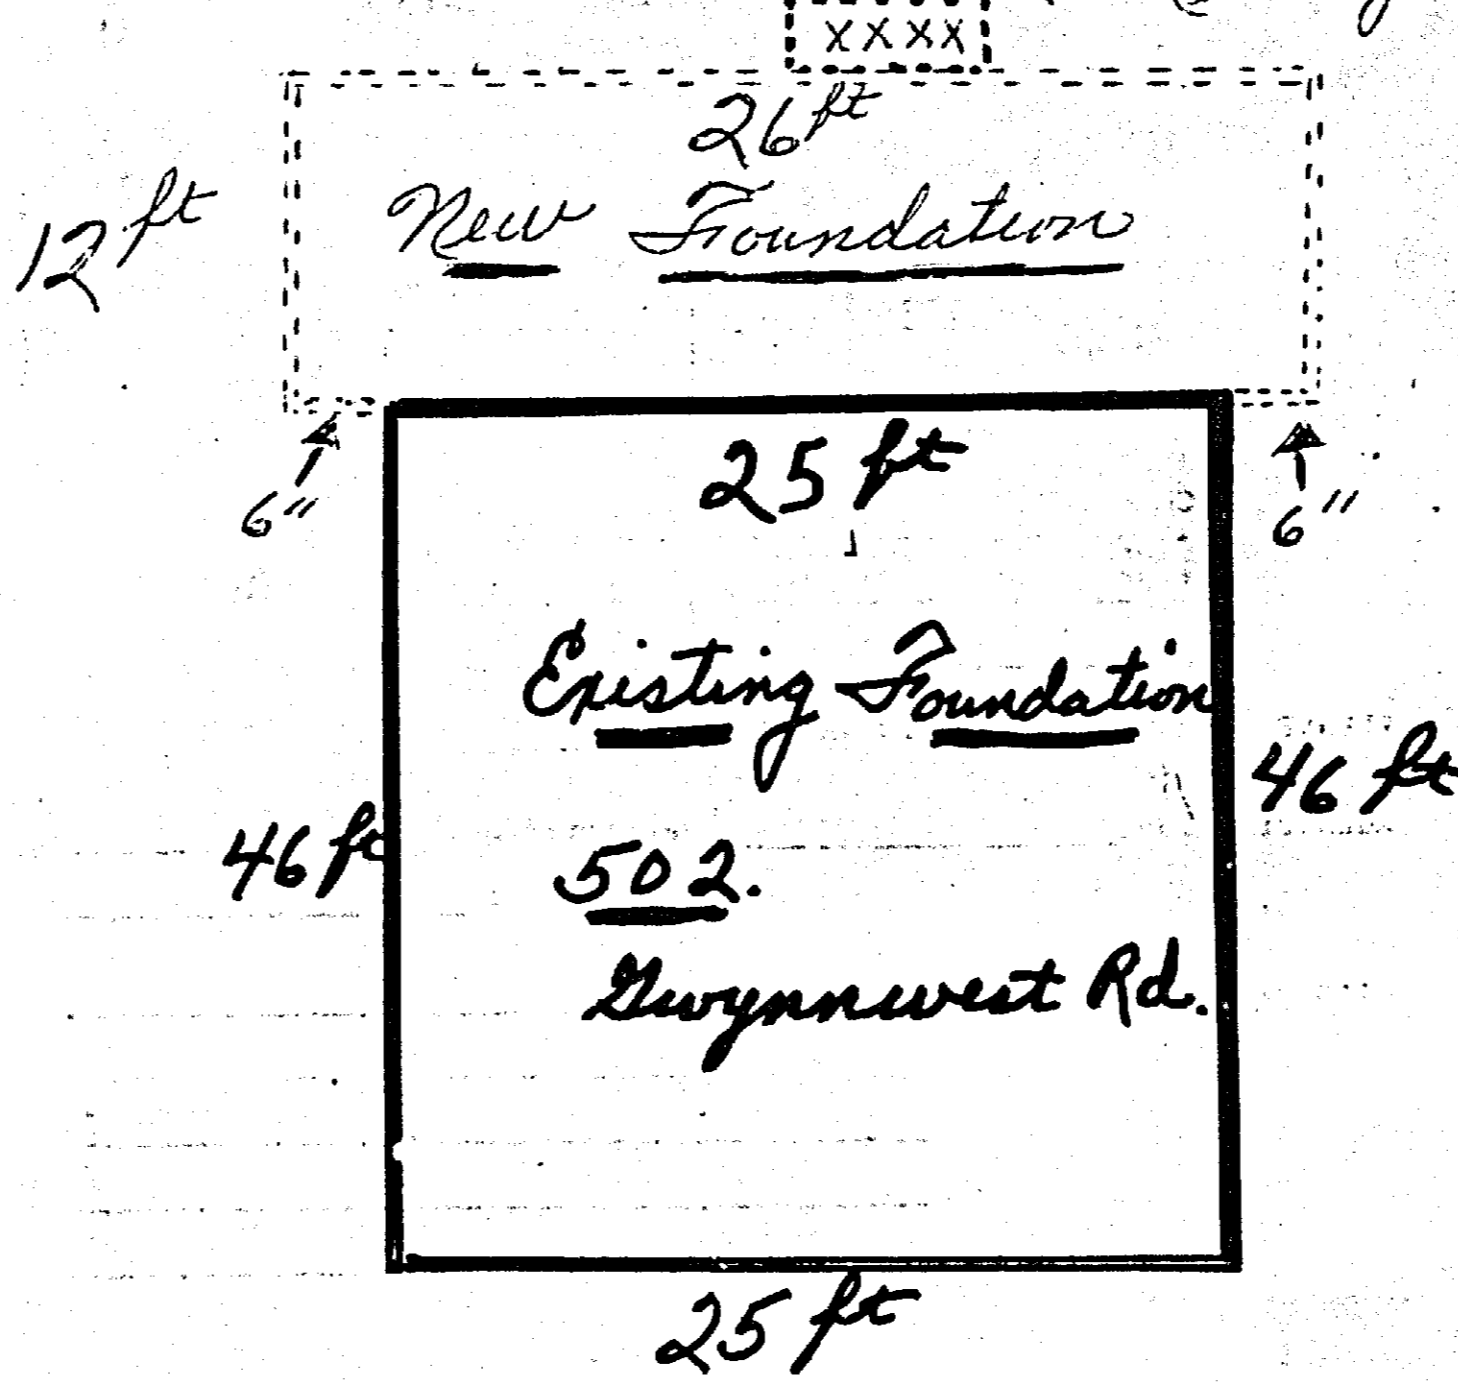 XXXX
26 ft
12 ft
New Foundation
25 ft
6"
6"
Existing Foundation
46 ft
46 ft
502.
Gwynnwest Rd.
25 ft